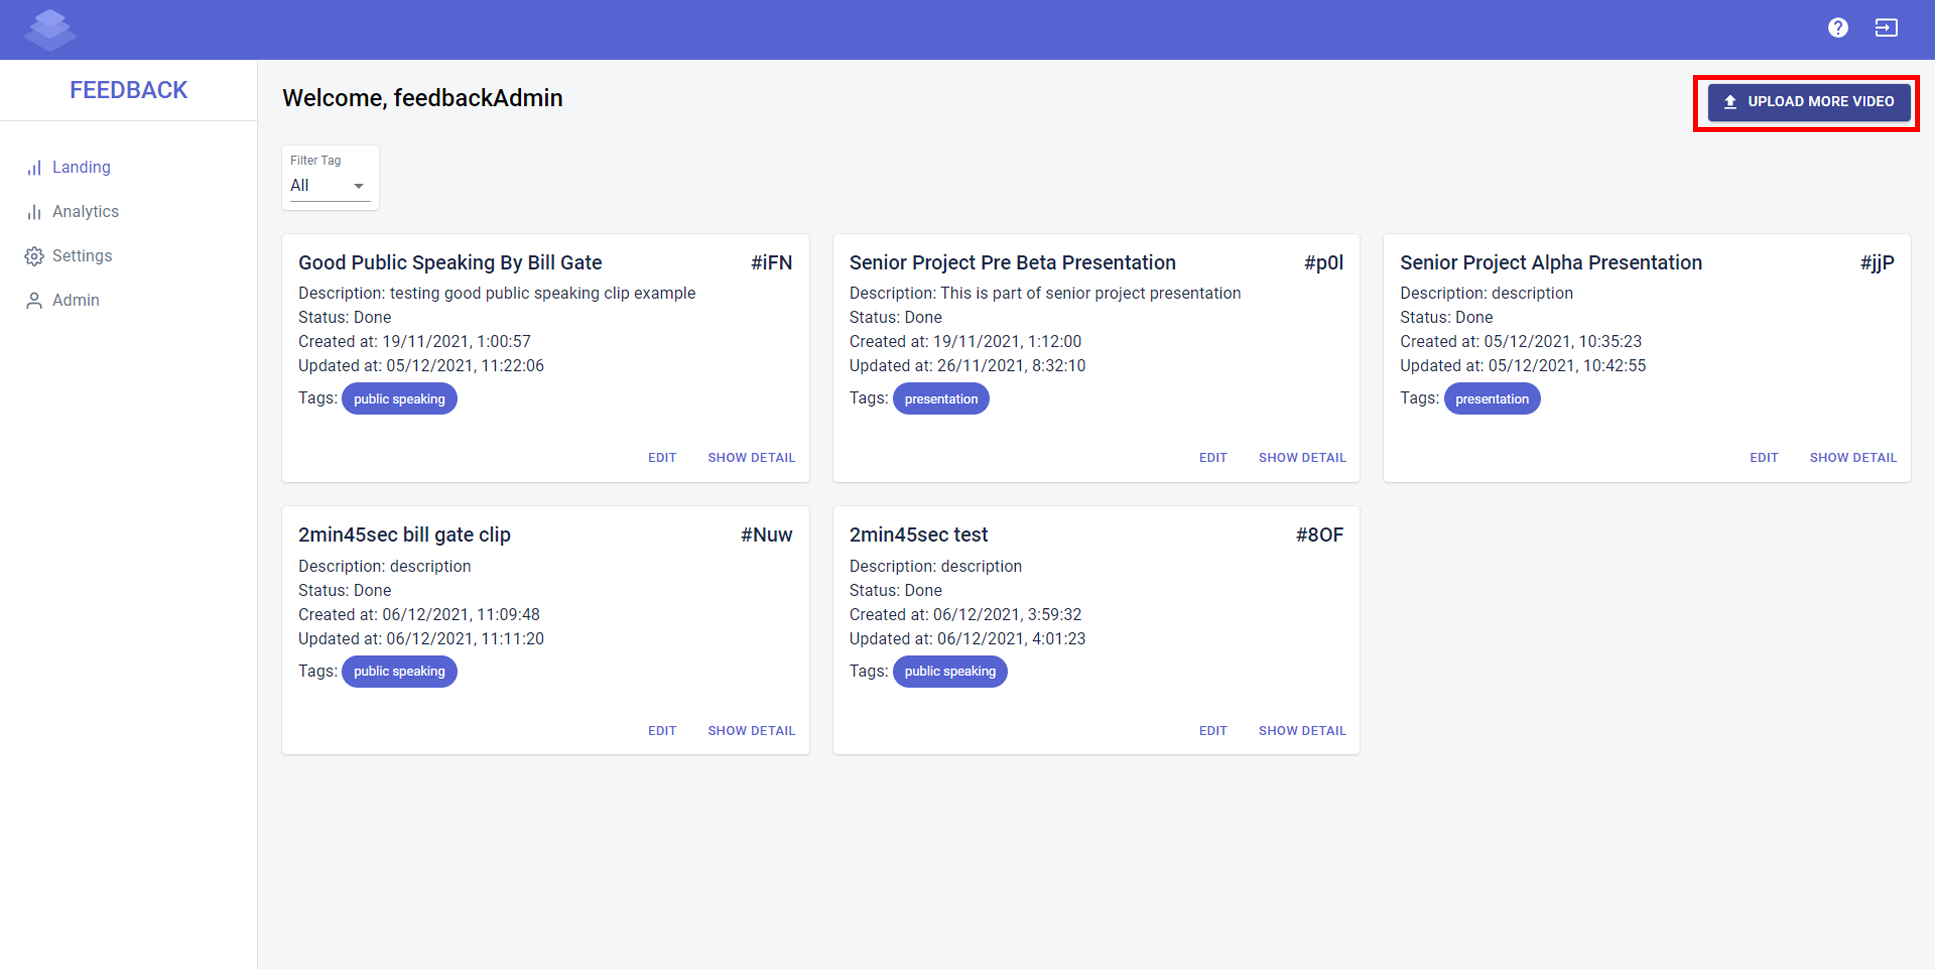 FEEDBACK
Landing
Analytics
Settings
Admin
Welcome, feedbackAdmin
UPLOAD MORE VIDEO
Filter Tag
All
Good Public Speaking By Bill Gate #iFN
Description: testing good public speaking clip example
Status: Done
Created at: 19/11/2021, 1:00:57
Updated at: 05/12/2021, 11:22:06
Tags: public speaking
EDIT SHOW DETAIL
Senior Project Pre Beta Presentation #p0l
Description: This is part of senior project presentation
Status: Done
Created at: 19/11/2021, 1:12:00
Updated at: 26/11/2021, 8:32:10
Tags: presentation
EDIT SHOW DETAIL
Senior Project Alpha Presentation #jjP
Description: description
Status: Done
Created at: 05/12/2021, 10:35:23
Updated at: 05/12/2021, 10:42:55
Tags: presentation
EDIT SHOW DETAIL
2min45sec bill gate clip #Nuw
Description: description
Status: Done
Created at: 06/12/2021, 11:09:48
Updated at: 06/12/2021, 11:11:20
Tags: public speaking
EDIT SHOW DETAIL
2min45sec test #8OF
Description: description
Status: Done
Created at: 06/12/2021, 3:59:32
Updated at: 06/12/2021, 4:01:23
Tags: public speaking
EDIT SHOW DETAIL